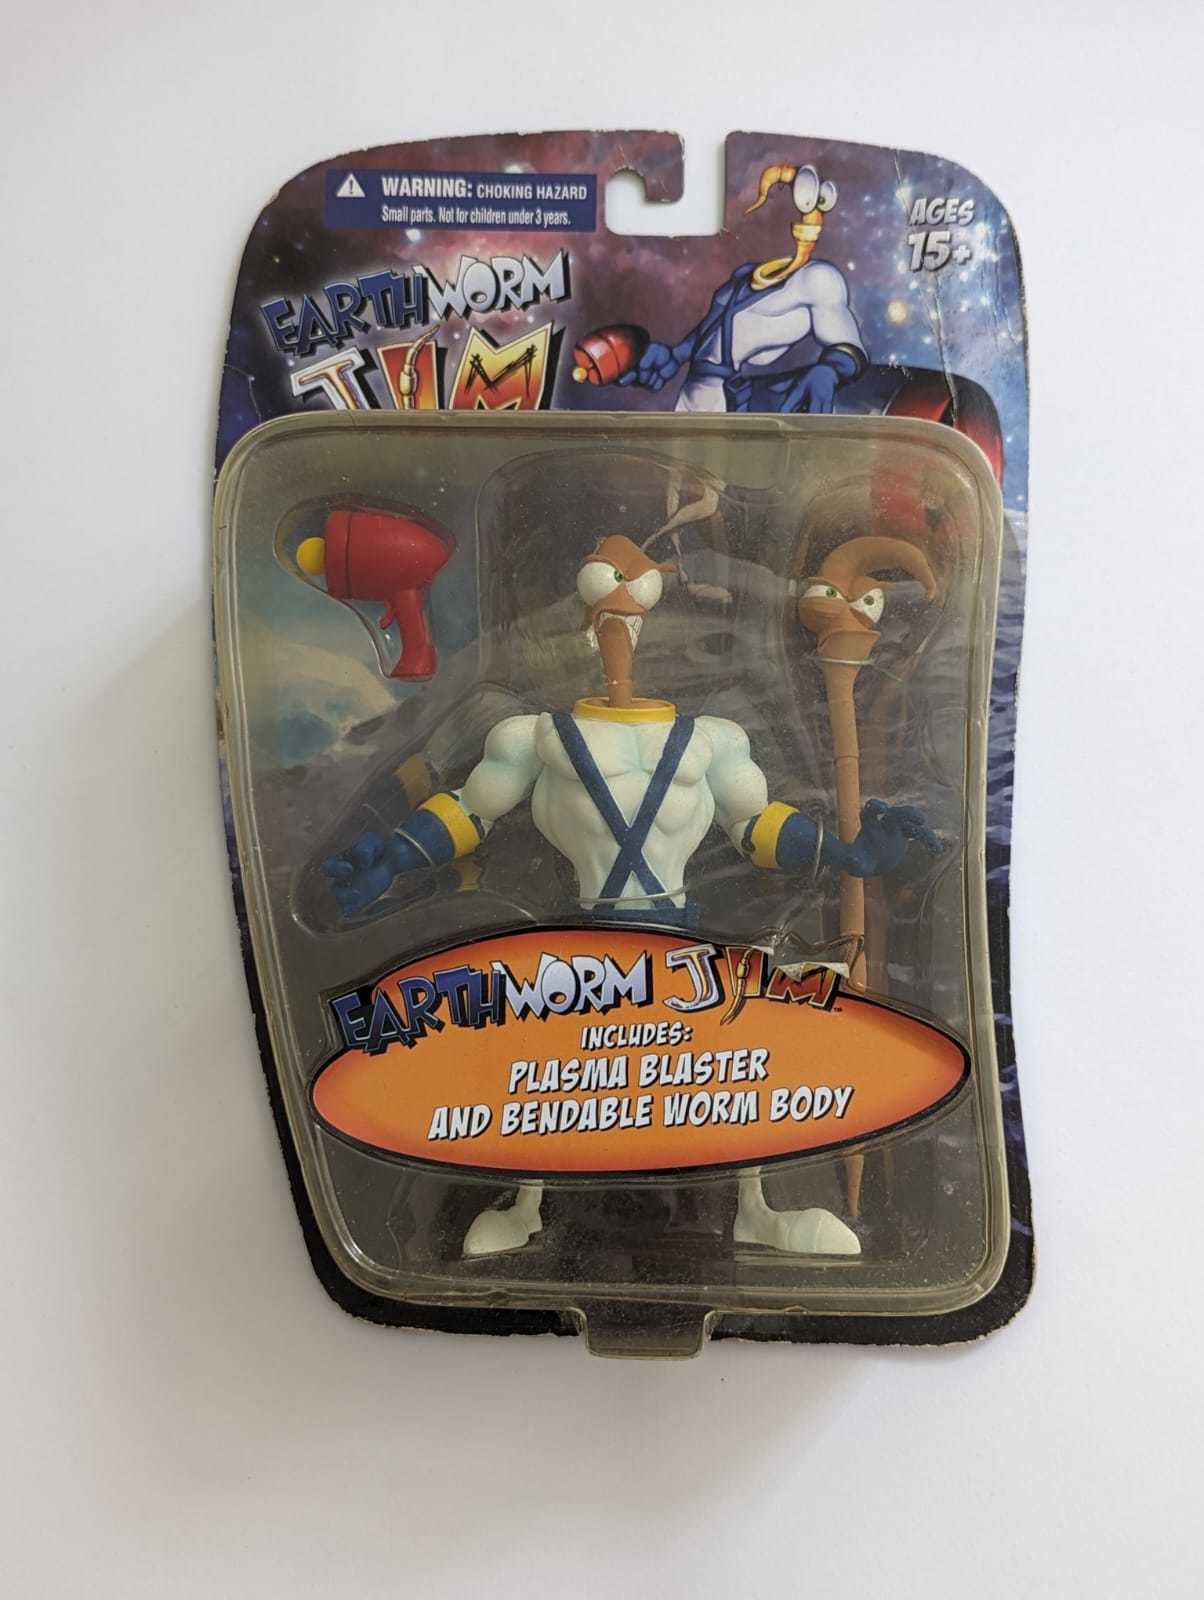 WARNING: CHOKING HAZARD
Small parts. Not for children under 3 years.
AGES
15+
EARTHWORM
JIM
EARTHWORM JIM™
INCLUDES:
PLASMA BLASTER
AND BENDABLE WORM BODY